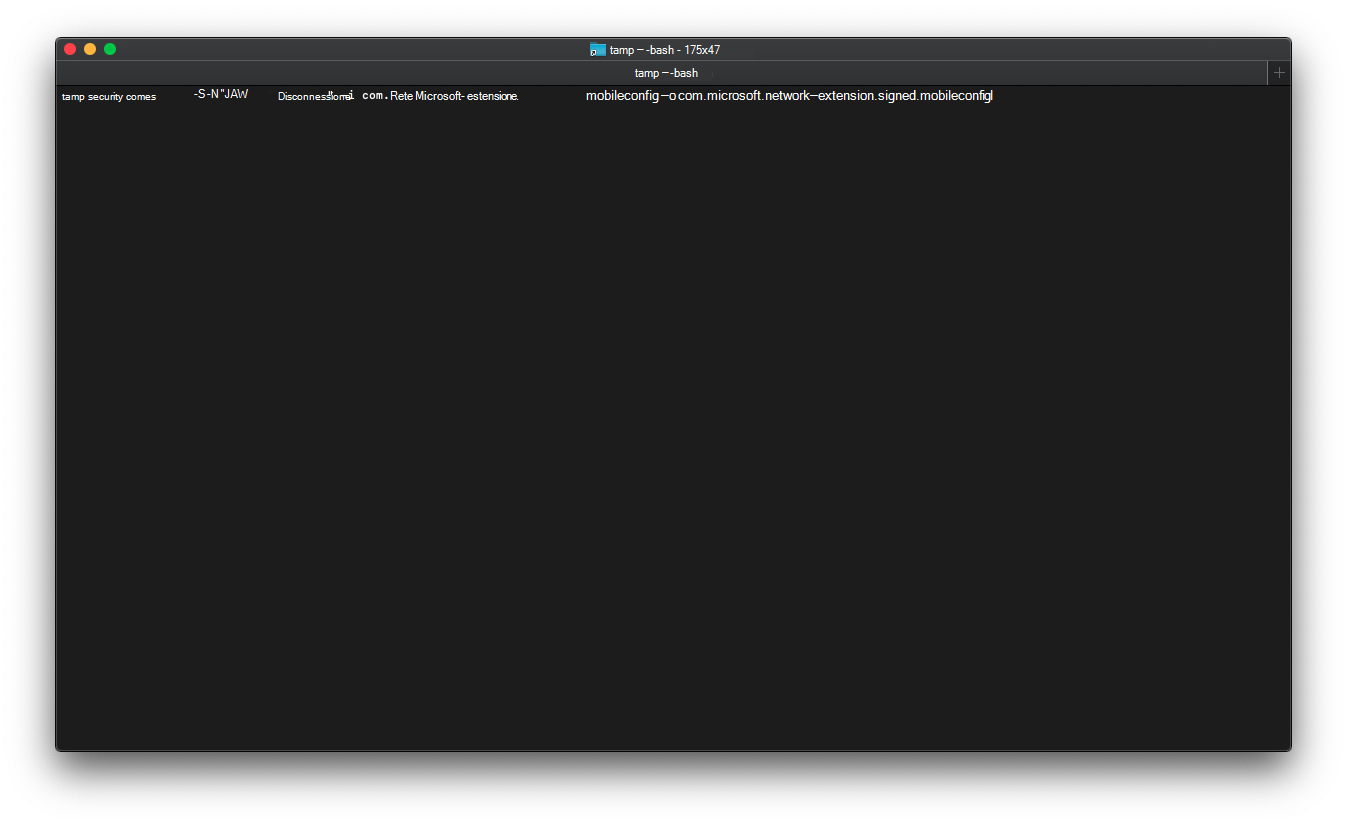 tamp – -bash - 175x47
tamp – -bash
tamp security comes -S-N"JAW Disconnessione" -i com.Rete Microsoft- estensione. mobileconfig -o com.microsoft.network-extension.signed.mobileconfig